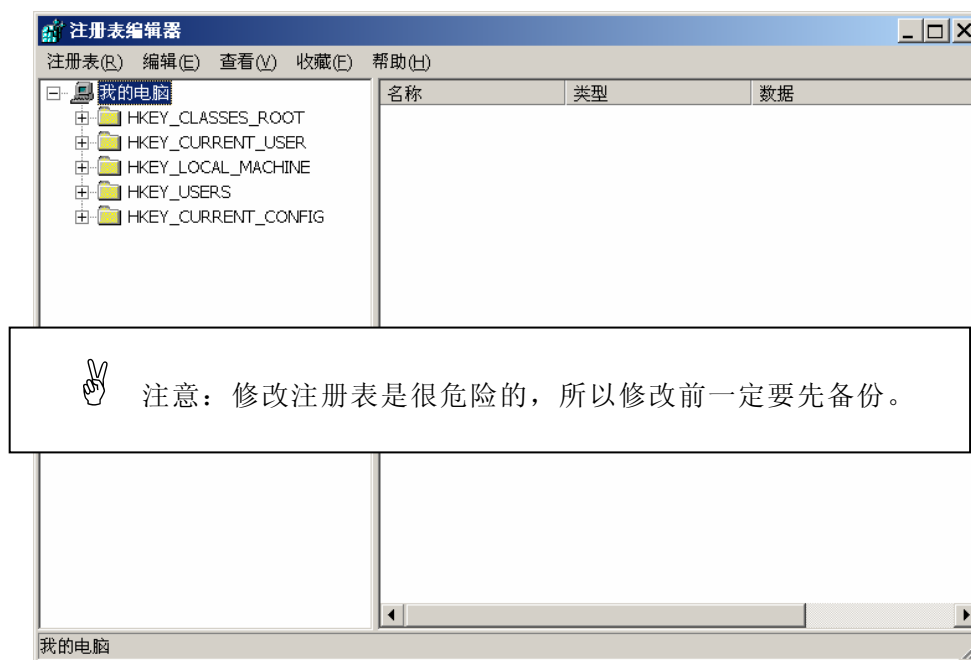 注册表编辑器
注册表(R) 编辑(E) 查看(V) 收藏(F) 帮助(H)
我的电脑
HKEY_CLASSES_ROOT
HKEY_CURRENT_USER
HKEY_LOCAL_MACHINE
HKEY_USERS
HKEY_CURRENT_CONFIG
名称 类型 数据
注意：修改注册表是很危险的，所以修改前一定要先备份。
我的电脑